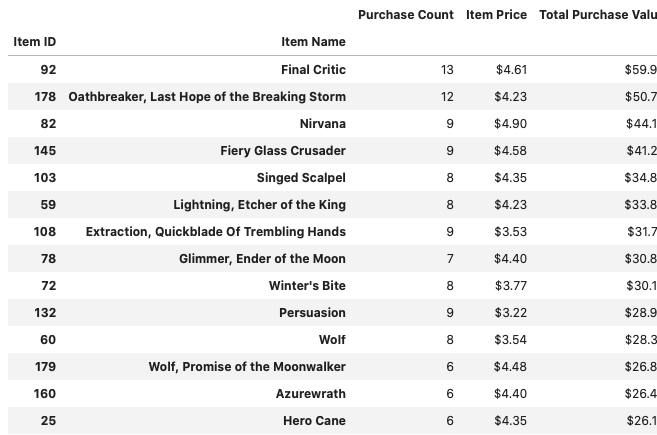 Purchase Count Item Price Total Purchase Valu
Item ID Item Name
92 Final Critic 13 $4.61 $59.9
178 Oathbreaker, Last Hope of the Breaking Storm 12 $4.23 $50.7
82 Nirvana 9 $4.90 $44.1
145 Fiery Glass Crusader 9 $4.58 $41.2
103 Singed Scalpel 8 $4.35 $34.8
59 Lightning, Etcher of the King 8 $4.23 $33.8
108 Extraction, Quickblade Of Trembling Hands 9 $3.53 $31.7
78 Glimmer, Ender of the Moon 7 $4.40 $30.8
72 Winter's Bite 8 $3.77 $30.1
132 Persuasion 9 $3.22 $28.9
60 Wolf 8 $3.54 $28.3
179 Wolf, Promise of the Moonwalker 6 $4.48 $26.8
160 Azurewrath 6 $4.40 $26.4
25 Hero Cane 6 $4.35 $26.1